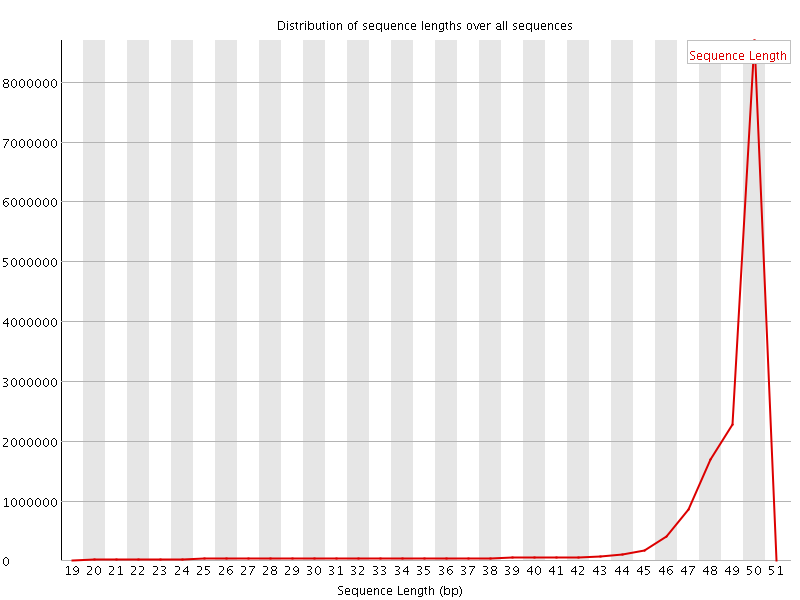 Distribution of sequence lengths over all sequences
Sequence Length
8000000
7000000
6000000
5000000
4000000
3000000
2000000
1000000
0
19 20 21 22 23 24 25 26 27 28 29 30 31 32 33 34 35 36 37 38 39 40 41 42 43 44 45 46 47 48 49 50 51
Sequence Length (bp)